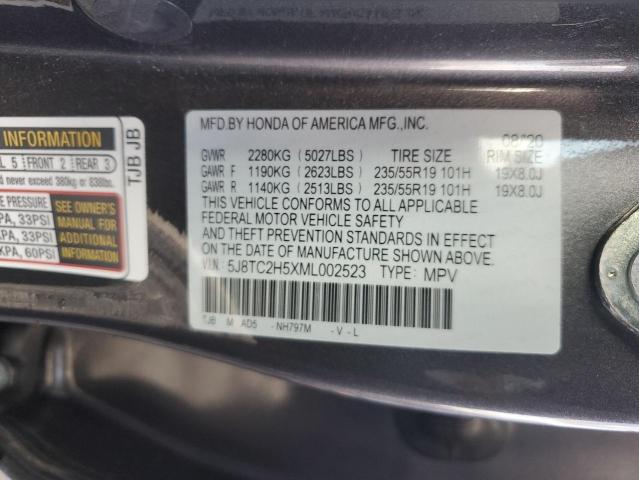 INFORMATION
L 5 FRONT 2 REAR 3
d never exceed 380kg or 838lbs.
E PRESSURE
PA, 33PSI
PA, 33PSI
KPA, 60PSI
SEE OWNER'S
MANUAL FOR
ADDITIONAL
INFORMATION
TJB JB
MFD.BY HONDA OF AMERICA MFG.,INC. 08/20
GVWR 2280KG (5027LBS) TIRE SIZE RIM SIZE
GAWR F 1190KG (2623LBS) 235/55R19 101H 19X8.0J
GAWR R 1140KG (2513LBS) 235/55R19 101H 19X8.0J
THIS VEHICLE CONFORMS TO ALL APPLICABLE
FEDERAL MOTOR VEHICLE SAFETY
AND THEFT PREVENTION STANDARDS IN EFFECT
ON THE DATE OF MANUFACTURE SHOWN ABOVE.
V.I.N: 5J8TC2H5XML002523 TYPE: MPV
TJB M AD5 -NH797M -V-L